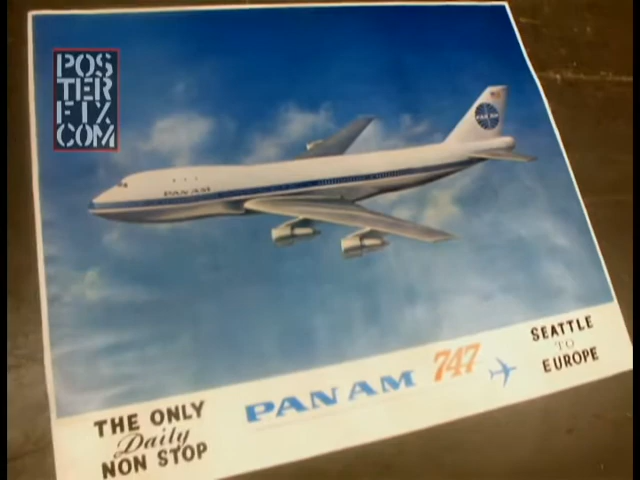 POS
TER
FIX
COM
PAN AM
PAN AM
THE ONLY
Daily
NON STOP
PAN AM 747
SEATTLE
TO
EUROPE